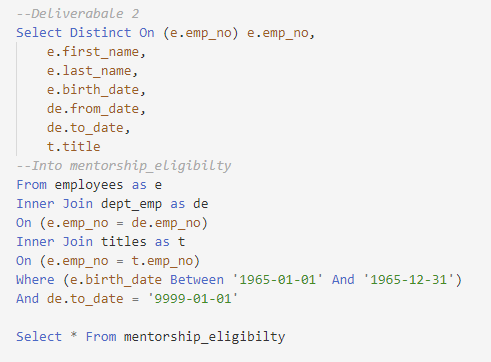 --Deliverabale 2
Select Distinct On (e.emp_no) e.emp_no,
    e.first_name,
    e.last_name,
    e.birth_date,
    de.from_date,
    de.to_date,
    t.title
--Into mentorship_eligibilty
From employees as e
Inner Join dept_emp as de
On (e.emp_no = de.emp_no)
Inner Join titles as t
On (e.emp_no = t.emp_no)
Where (e.birth_date Between '1965-01-01' And '1965-12-31')
And de.to_date = '9999-01-01'

Select * From mentorship_eligibilty